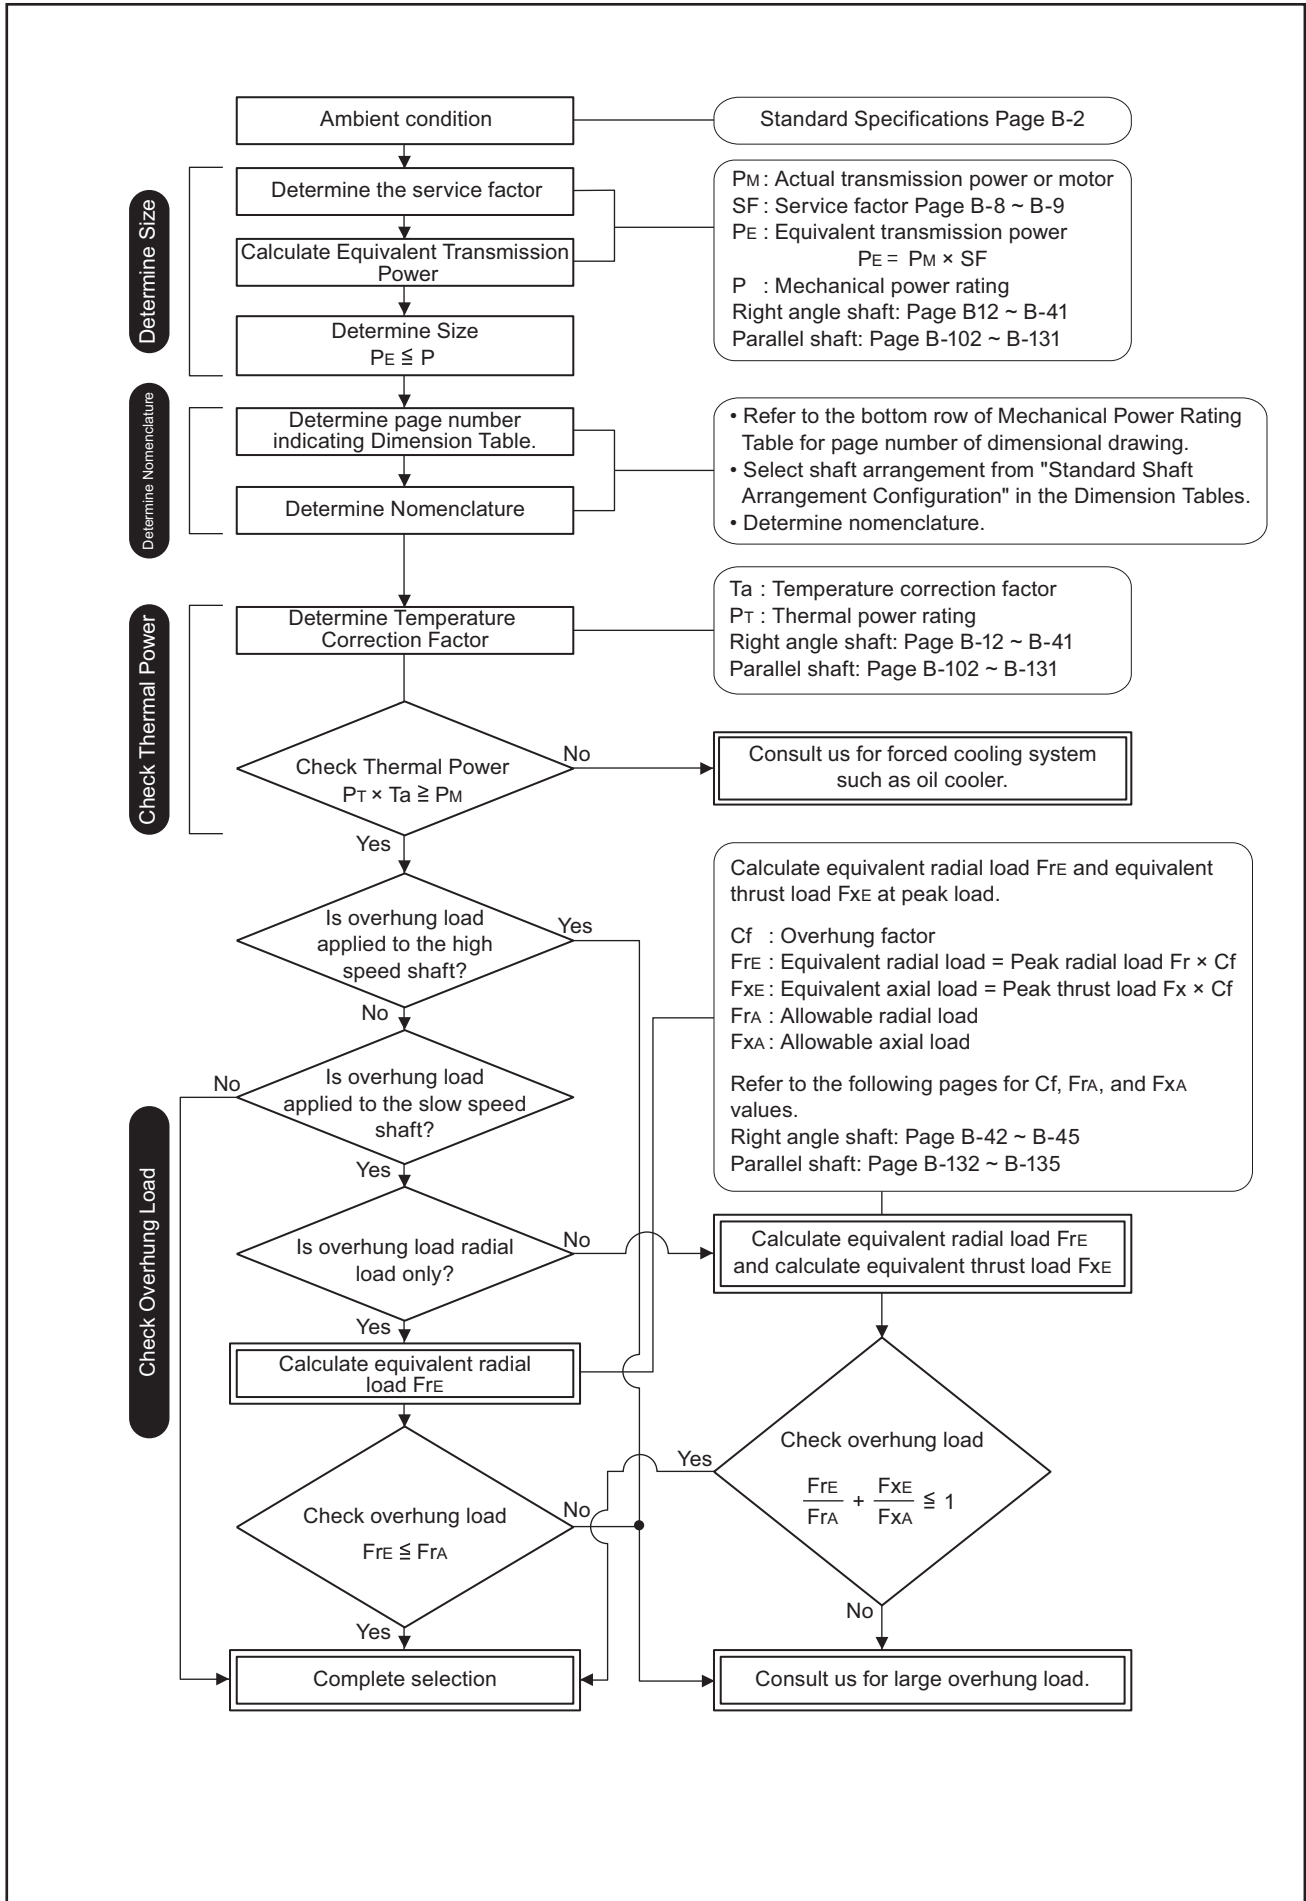 Ambient condition
Standard Specifications Page B-2
Determine Size
Determine the service factor
Calculate Equivalent Transmission
Power
Determine Size
PE ≦ P
PM : Actual transmission power or motor
SF : Service factor Page B-8 ~ B-9
PE : Equivalent transmission power
PE = PM × SF
P : Mechanical power rating
Right angle shaft: Page B12 ~ B-41
Parallel shaft: Page B-102 ~ B-131
Determine Nomenclature
Determine page number
indicating Dimension Table.
Determine Nomenclature
• Refer to the bottom row of Mechanical Power Rating
Table for page number of dimensional drawing.
• Select shaft arrangement from "Standard Shaft
Arrangement Configuration" in the Dimension Tables.
• Determine nomenclature.
Check Thermal Power
Determine Temperature
Correction Factor
Ta : Temperature correction factor
PT : Thermal power rating
Right angle shaft: Page B-12 ~ B-41
Parallel shaft: Page B-102 ~ B-131
Check Thermal Power
PT × Ta ≧ PM
No
Consult us for forced cooling system
such as oil cooler.
Yes
Is overhung load
applied to the high
speed shaft?
Yes
No
Calculate equivalent radial load FrE and equivalent
thrust load FxE at peak load.
Cf : Overhung factor
FrE : Equivalent radial load = Peak radial load Fr × Cf
FxE : Equivalent axial load = Peak thrust load Fx × Cf
FrA : Allowable radial load
FxA : Allowable axial load
Refer to the following pages for Cf, FrA, and FxA
values.
Right angle shaft: Page B-42 ~ B-45
Parallel shaft: Page B-132 ~ B-135
Check Overhung Load
Is overhung load
applied to the slow speed
shaft?
No
Yes
Is overhung load radial
load only?
No
Calculate equivalent radial load FrE
and calculate equivalent thrust load FxE
Yes
Calculate equivalent radial
load FrE
Check overhung load
FrE ≦ FrA
No
Yes
Check overhung load
FrE/FrA + FxE/FxA ≦ 1
Yes
No
Complete selection
Consult us for large overhung load.